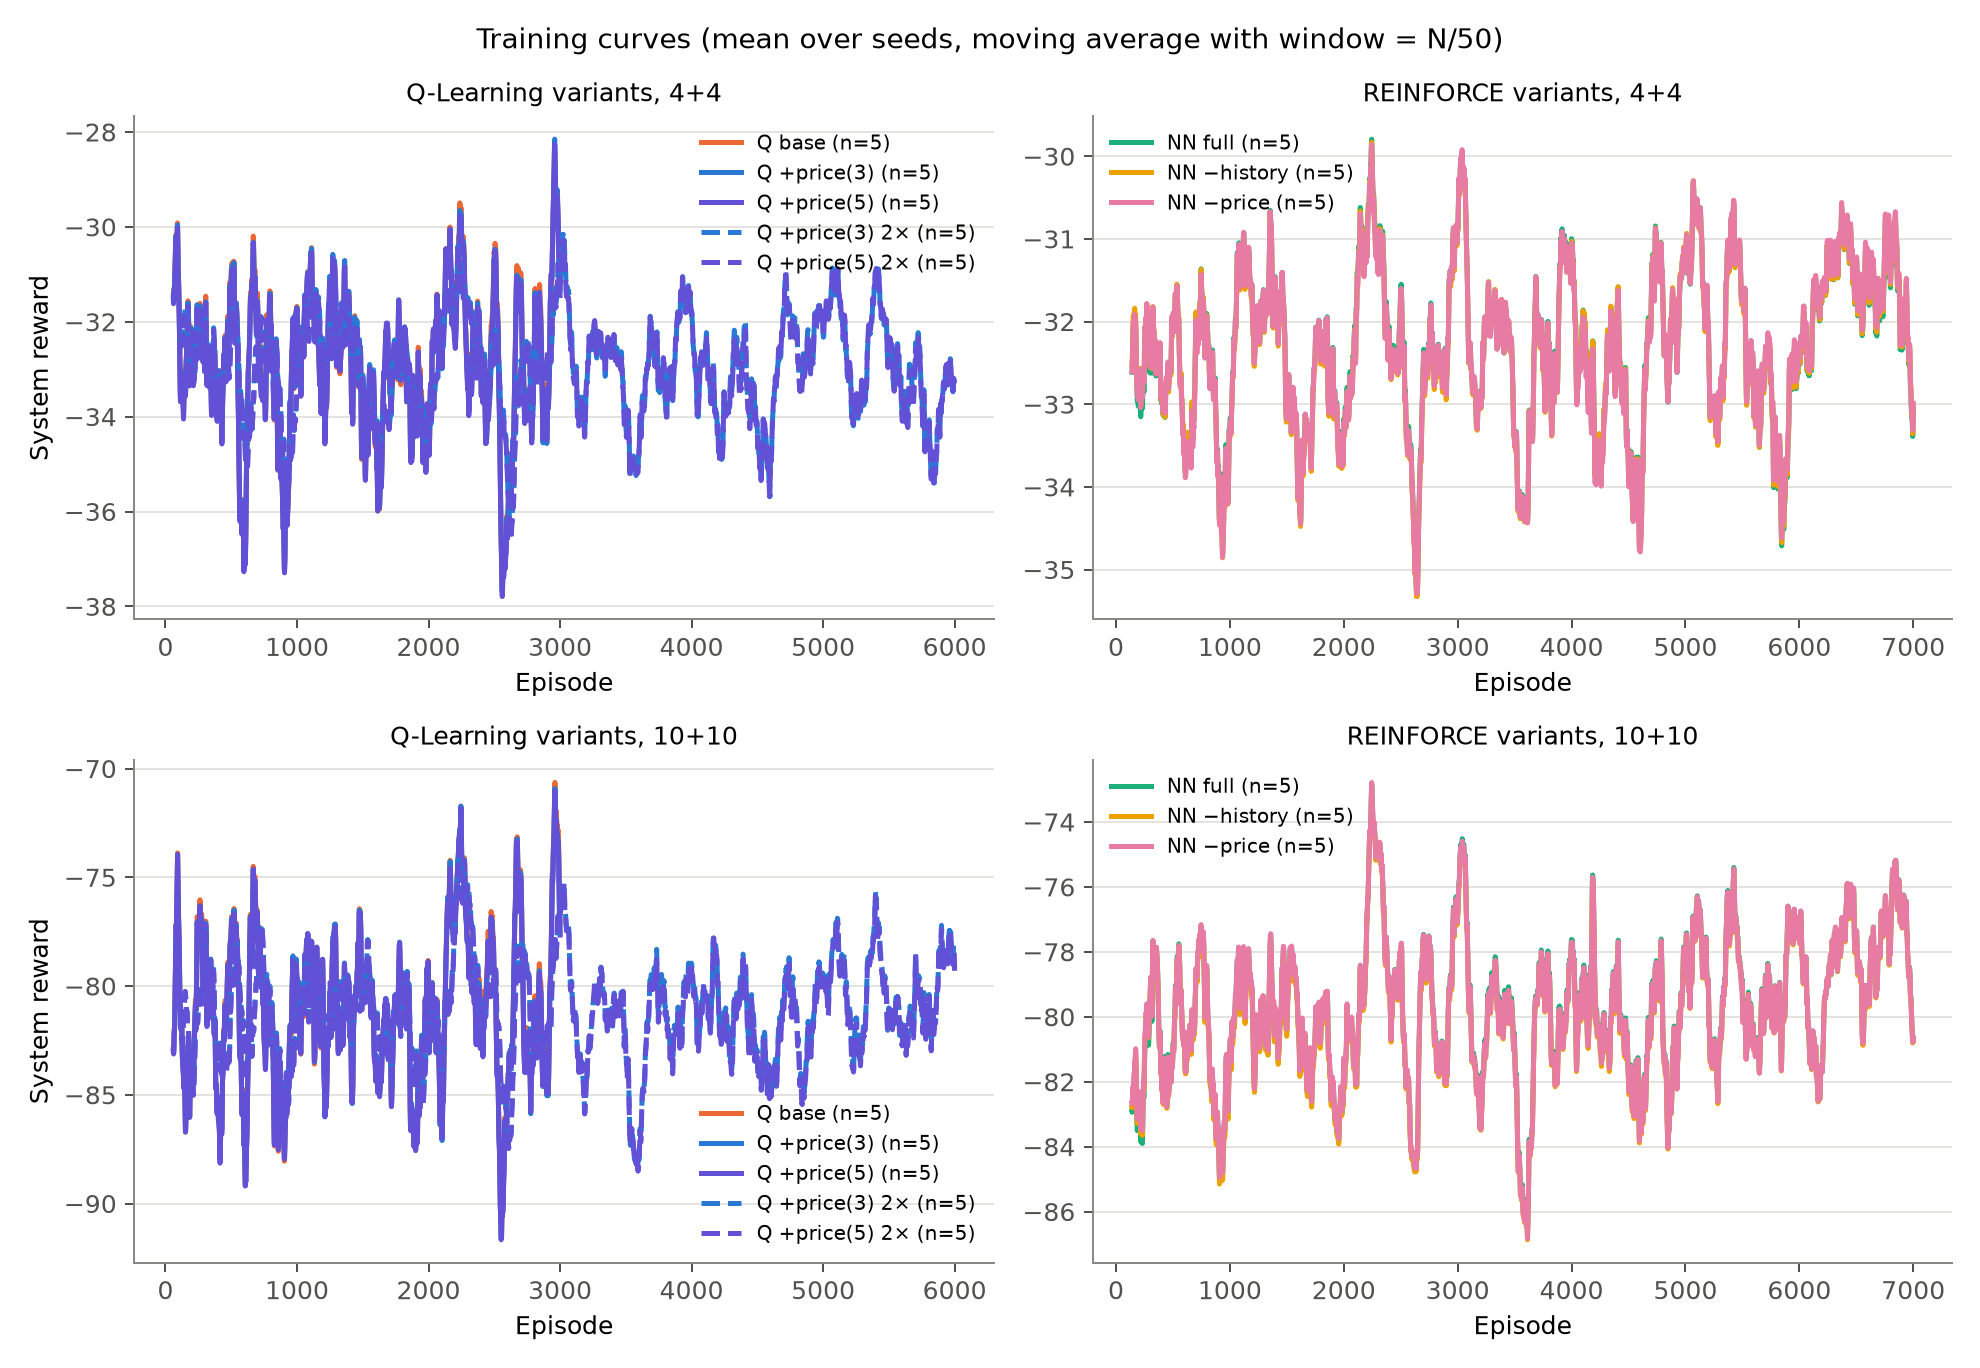 Training curves (mean over seeds, moving average with window = N/50)
Q-Learning variants, 4+4
System reward
−28
−30
−32
−34
−36
−38
Q base (n=5)
Q +price(3) (n=5)
Q +price(5) (n=5)
Q +price(3) 2× (n=5)
Q +price(5) 2× (n=5)
0 1000 2000 3000 4000 5000 6000
Episode
REINFORCE variants, 4+4
−30
−31
−32
−33
−34
−35
NN full (n=5)
NN −history (n=5)
NN −price (n=5)
0 1000 2000 3000 4000 5000 6000 7000
Episode
Q-Learning variants, 10+10
System reward
−70
−75
−80
−85
−90
Q base (n=5)
Q +price(3) (n=5)
Q +price(5) (n=5)
Q +price(3) 2× (n=5)
Q +price(5) 2× (n=5)
0 1000 2000 3000 4000 5000 6000
Episode
REINFORCE variants, 10+10
−74
−76
−78
−80
−82
−84
−86
NN full (n=5)
NN −history (n=5)
NN −price (n=5)
0 1000 2000 3000 4000 5000 6000 7000
Episode